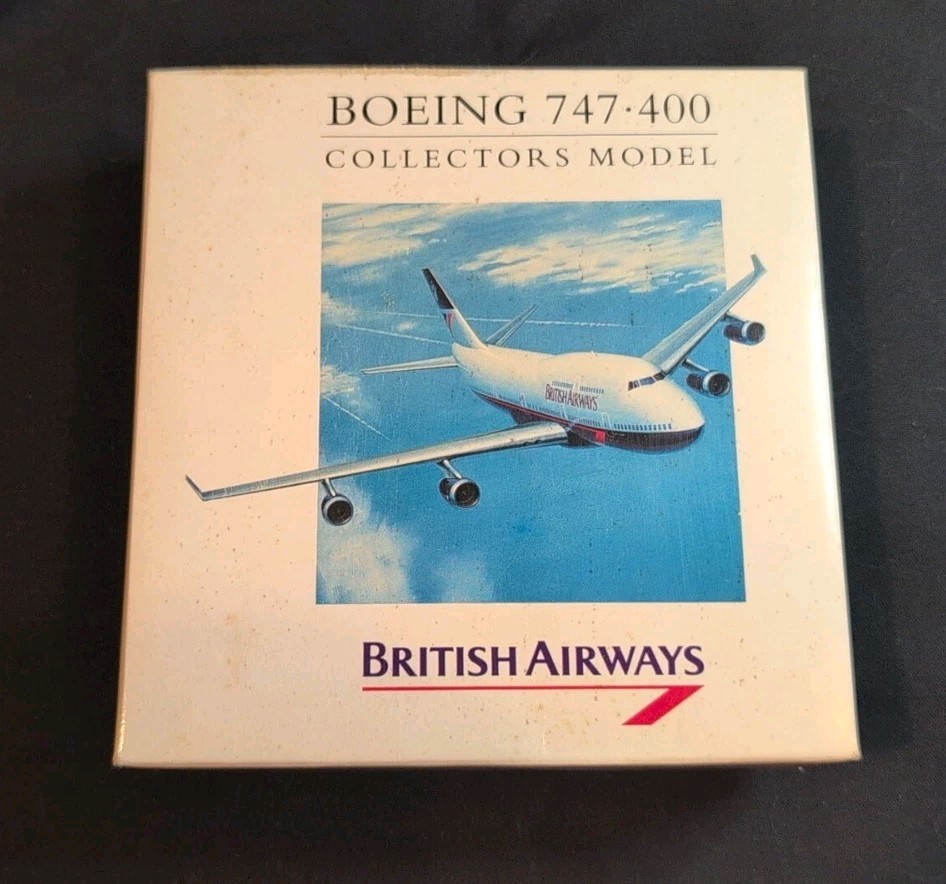 BOEING 747·400
COLLECTORS MODEL
BRITISH AIRWAYS
BRITISH AIRWAYS